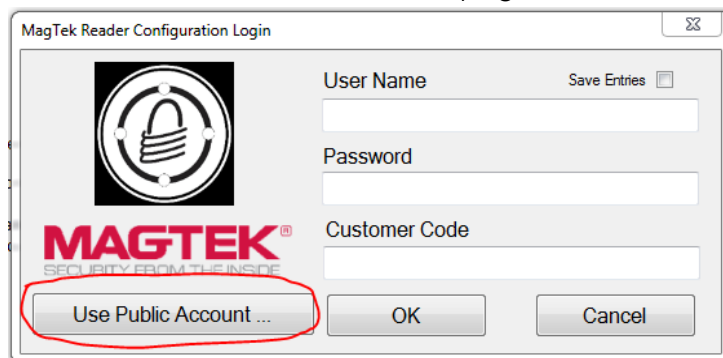 MagTek Reader Configuration Login
User Name
Save Entries
Password
Customer Code
MAGTEK®
SECURITY FROM THE INSIDE
Use Public Account ...
OK
Cancel